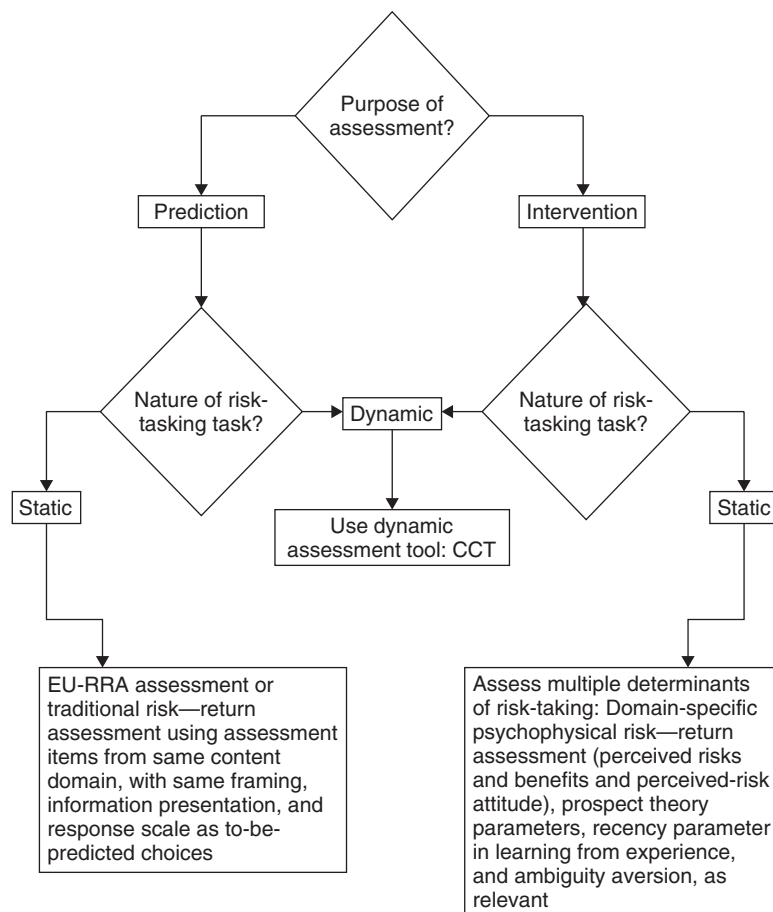 Purpose of
assessment?
Prediction
Intervention
Nature of risk-
tasking task?
Dynamic
Nature of risk-
tasking task?
Static
Use dynamic
assessment tool: CCT
Static
EU-RRA assessment or
traditional risk—return
assessment using assessment
items from same content
domain, with same framing,
information presentation, and
response scale as to-be-
predicted choices
Assess multiple determinants
of risk-taking: Domain-specific
psychophysical risk—return
assessment (perceived risks
and benefits and perceived-risk
attitude), prospect theory
parameters, recency parameter
in learning from experience,
and ambiguity aversion, as
relevant